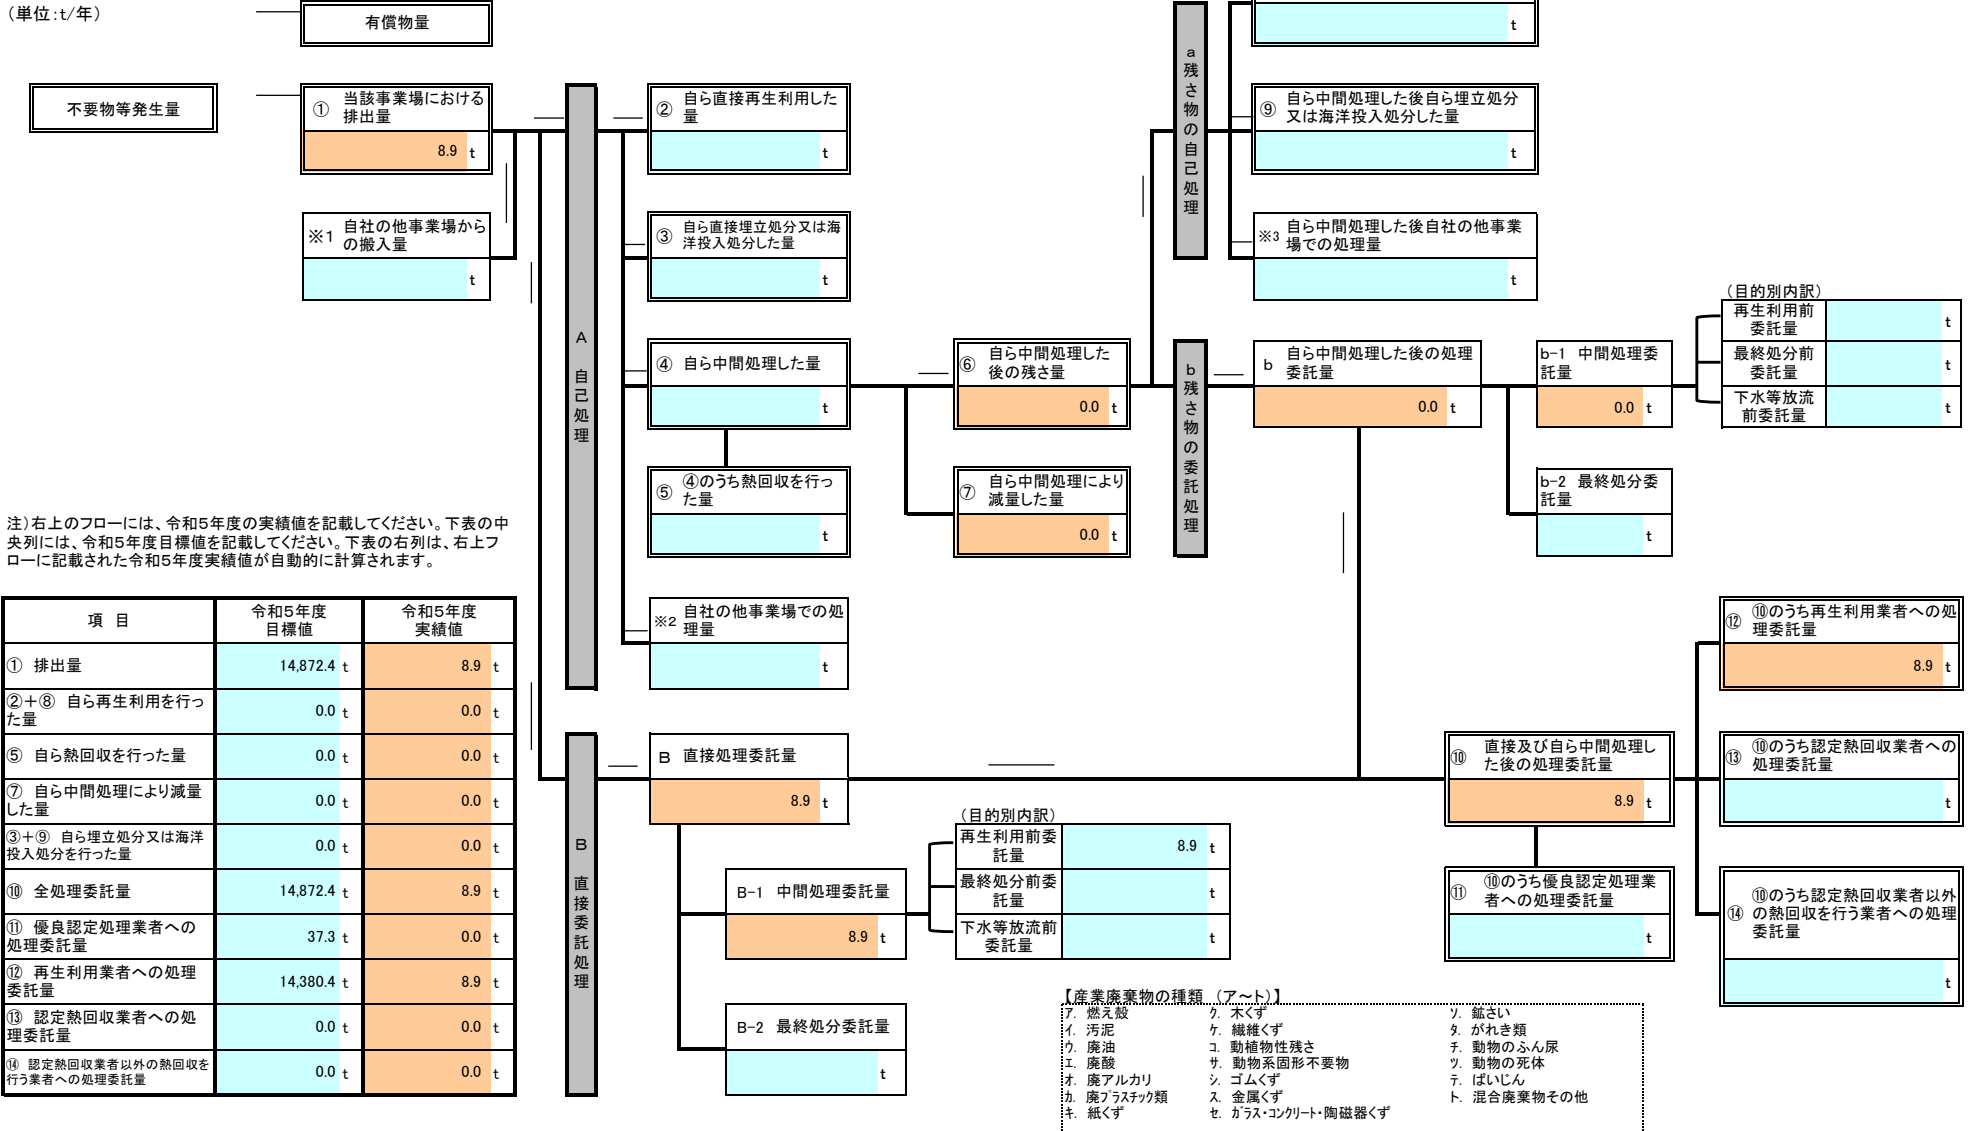 （単位：t/年）
有償物量
不要物等発生量
①
当該事業場における
排出量
8.9 t
※1
自社の他事業場から
の搬入量
t
A 自己処理
②
自ら直接再生利用した
量
t
③
自ら直接埋立処分又は海
洋投入処分した量
t
④ 自ら中間処理した量
t
⑤
④のうち熱回収を行っ
た量
t
※2
自社の他事業場での処
理量
t
⑥
自ら中間処理した
後の残さ量
0.0 t
⑦
自ら中間処理により
減量した量
0.0 t
a残さ物の自己処理
t
⑨
自ら中間処理した後自ら埋立処分
又は海洋投入処分した量
t
※3
自ら中間処理した後自社の他事業
場での処理量
t
b残さ物の委託処理
b
自ら中間処理した後の処理
委託量
0.0 t
b-1 中間処理委
託量
0.0 t
b-2 最終処分委
託量
t
（目的別内訳）
再生利用前
委託量
t
最終処分前
委託量
t
下水等放流
前委託量
t
注）右上のフローには、令和５年度の実績値を記載してください。下表の中
央列には、令和５年度目標値を記載してください。下表の右列は、右上フ
ローに記載された令和５年度実績値が自動的に計算されます。
項 目
令和５年度
目標値
令和５年度
実績値
① 排出量 14,872.4 t 8.9 t
②＋⑧ 自ら再生利用を行っ
た量
0.0 t 0.0 t
⑤ 自ら熱回収を行った量 0.0 t 0.0 t
⑦ 自ら中間処理により減量
した量
0.0 t 0.0 t
③＋⑨ 自ら埋立処分又は海洋
投入処分を行った量
0.0 t 0.0 t
⑩ 全処理委託量 14,872.4 t 8.9 t
⑪ 優良認定処理業者への
処理委託量
37.3 t 0.0 t
⑫ 再生利用業者への処理
委託量
14,380.4 t 8.9 t
⑬ 認定熱回収業者への処
理委託量
0.0 t 0.0 t
⑭ 認定熱回収業者以外の熱回収を
行う業者への処理委託量
0.0 t 0.0 t
B 直接委託処理
B 直接処理委託量
8.9 t
B-1 中間処理委託量
8.9 t
B-2 最終処分委託量
t
（目的別内訳）
再生利用前委
託量
8.9 t
最終処分前委
託量
t
下水等放流前
委託量
t
⑩
直接及び自ら中間処理し
た後の処理委託量
8.9 t
⑪
⑩のうち優良認定処理業
者への処理委託量
t
⑫
⑩のうち再生利用業者への処
理委託量
8.9 t
⑬
⑩のうち認定熱回収業者への
処理委託量
t
⑭
⑩のうち認定熱回収業者以外
の熱回収を行う業者への処理
委託量
t
【産業廃棄物の種類 （ア～ト）】
ア. 燃え殻 ク. 木くず ソ. 鉱さい
イ. 汚泥 ケ. 繊維くず タ. がれき類
ウ. 廃油 コ. 動植物性残さ チ. 動物のふん尿
エ. 廃酸 サ. 動物系固形不要物 ツ. 動物の死体
オ. 廃アルカリ シ. ゴムくず テ. ばいじん
カ. 廃プラスチック類 ス. 金属くず ト. 混合廃棄物その他
キ. 紙くず セ. ガラス・コンクリート・陶磁器くず